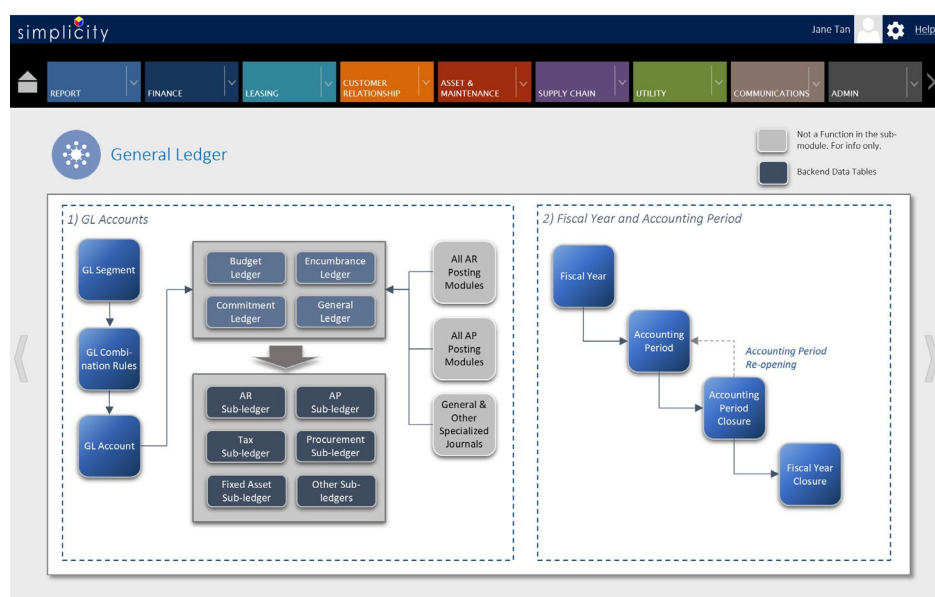 simplicity
Jane Tan
Help
REPORT
FINANCE
LEASING
CUSTOMER
RELATIONSHIP
ASSET &
MAINTENANCE
SUPPLY CHAIN
UTILITY
COMMUNICATIONS
ADMIN
General Ledger
Not a Function in the sub-
module. For info only.
Backend Data Tables
1) GL Accounts
GL Segment
GL Combi-
nation Rules
GL Account
Budget
Ledger
Encumbrance
Ledger
Commitment
Ledger
General
Ledger
AR
Sub-ledger
AP
Sub-ledger
Tax
Sub-ledger
Procurement
Sub-ledger
Fixed Asset
Sub-ledger
Other Sub-
ledgers
All AR
Posting
Modules
All AP
Posting
Modules
General &
Other
Specialized
Journals
2) Fiscal Year and Accounting Period
Fiscal Year
Accounting
Period
Accounting Period
Re-opening
Accounting
Period
Closure
Fiscal Year
Closure